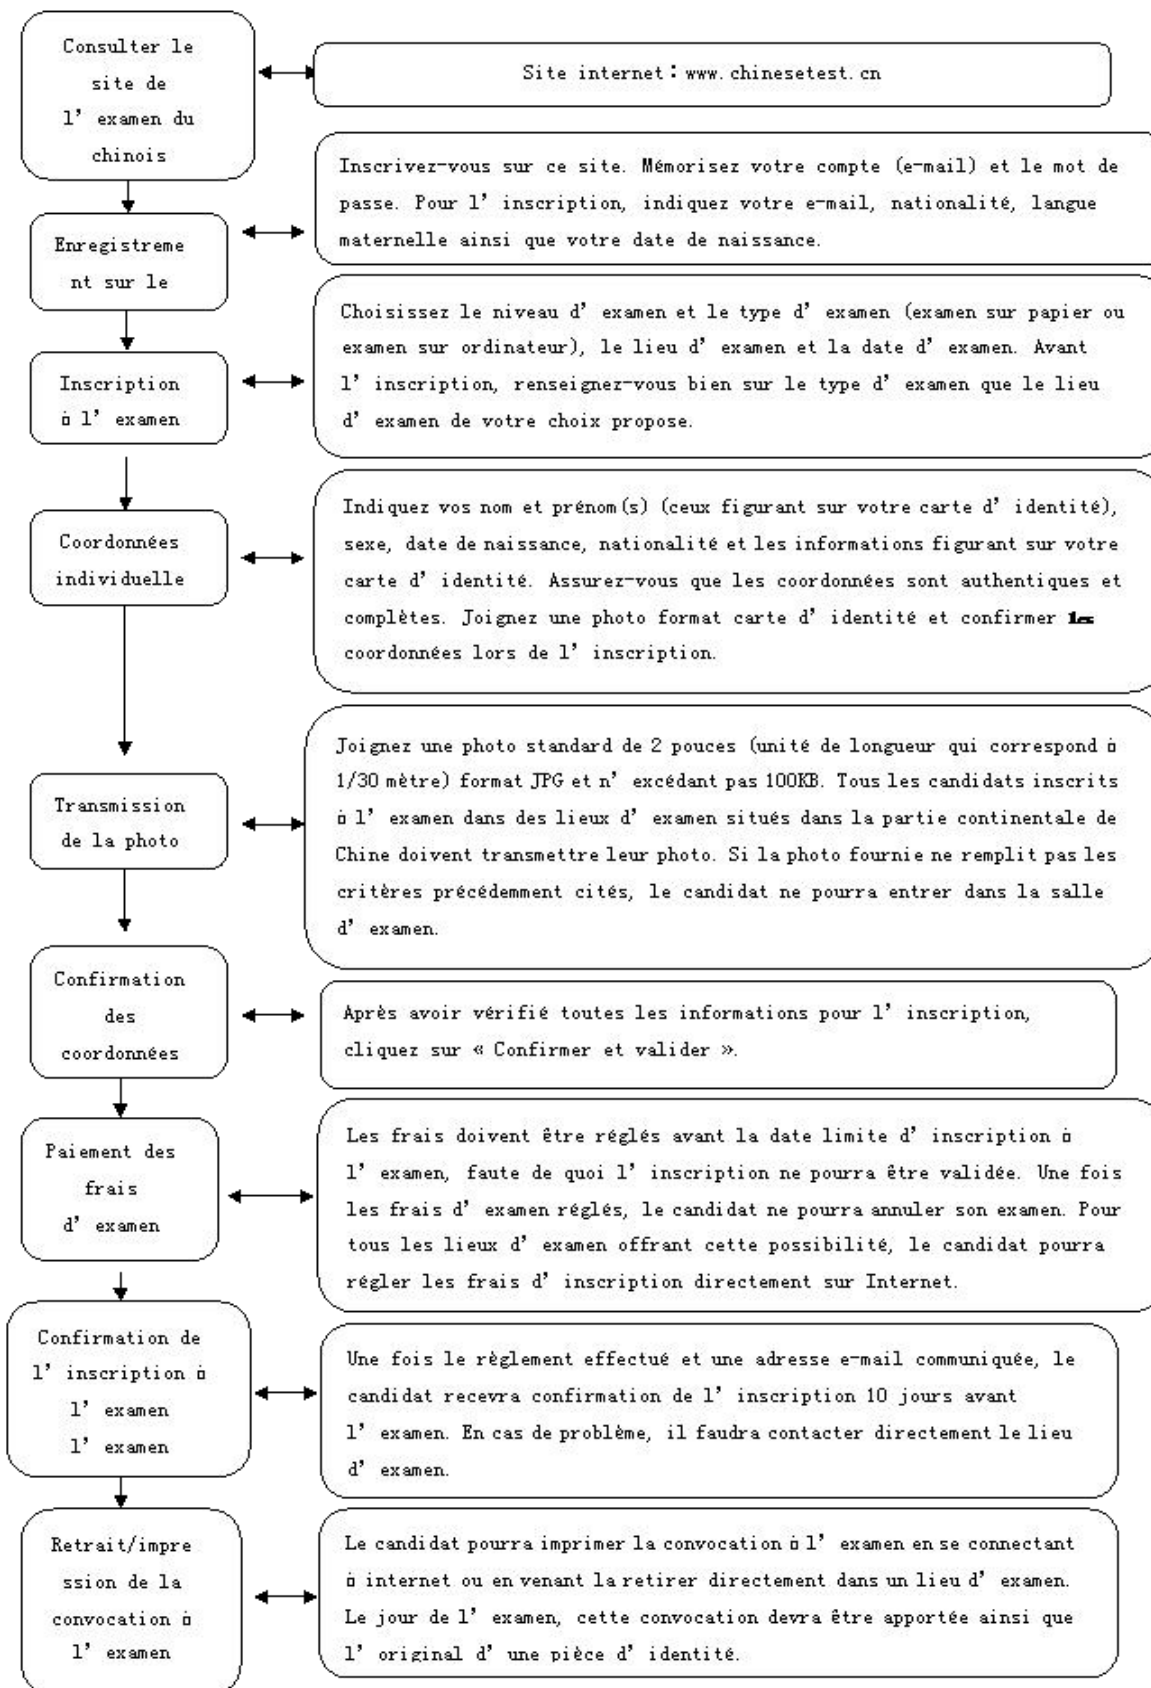 Consulter le
site de
l'examen du
chinois
Site internet：www.chinesetest.cn
Enregistreme
nt sur le
Inscrivez-vous sur ce site. Mémorisez votre compte (e-mail) et le mot de
passe. Pour l'inscription, indiquez votre e-mail, nationalité, langue
maternelle ainsi que votre date de naissance.
Inscription
à l'examen
Choisissez le niveau d'examen et le type d'examen (examen sur papier ou
examen sur ordinateur), le lieu d'examen et la date d'examen. Avant
l'inscription, renseignez-vous bien sur le type d'examen que le lieu
d'examen de votre choix propose.
Coordonnées
individuelle
Indiquez vos nom et prénom(s) (ceux figurant sur votre carte d'identité),
sexe, date de naissance, nationalité et les informations figurant sur votre
carte d'identité. Assurez-vous que les coordonnées sont authentiques et
complètes. Joignez une photo format carte d'identité et confirmer les
coordonnées lors de l'inscription.
Transmission
de la photo
Joignez une photo standard de 2 pouces (unité de longueur qui correspond à
1/30 mètre) format JPG et n'excédant pas 100KB. Tous les candidats inscrits
à l'examen dans des lieux d'examen situés dans la partie continentale de
Chine doivent transmettre leur photo. Si la photo fournie ne remplit pas les
critères précédemment cités, le candidat ne pourra entrer dans la salle
d'examen.
Confirmation
des
coordonnées
Après avoir vérifié toutes les informations pour l'inscription,
cliquez sur « Confirmer et valider ».
Paiement des
frais
d'examen
Les frais doivent être réglés avant la date limite d'inscription à
l'examen, faute de quoi l'inscription ne pourra être validée. Une fois
les frais d'examen réglés, le candidat ne pourra annuler son examen. Pour
tous les lieux d'examen offrant cette possibilité, le candidat pourra
régler les frais d'inscription directement sur Internet.
Confirmation de
l'inscription à
l'examen
l'examen
Une fois le règlement effectué et une adresse e-mail communiquée, le
candidat recevra confirmation de l'inscription 10 jours avant
l'examen. En cas de problème, il faudra contacter directement le lieu
d'examen.
Retrait/impre
ssion de la
convocation à
l'examen
Le candidat pourra imprimer la convocation à l'examen en se connectant
à internet ou en venant la retirer directement dans un lieu d'examen.
Le jour de l'examen, cette convocation devra être apportée ainsi que
l'original d'une pièce d'identité.